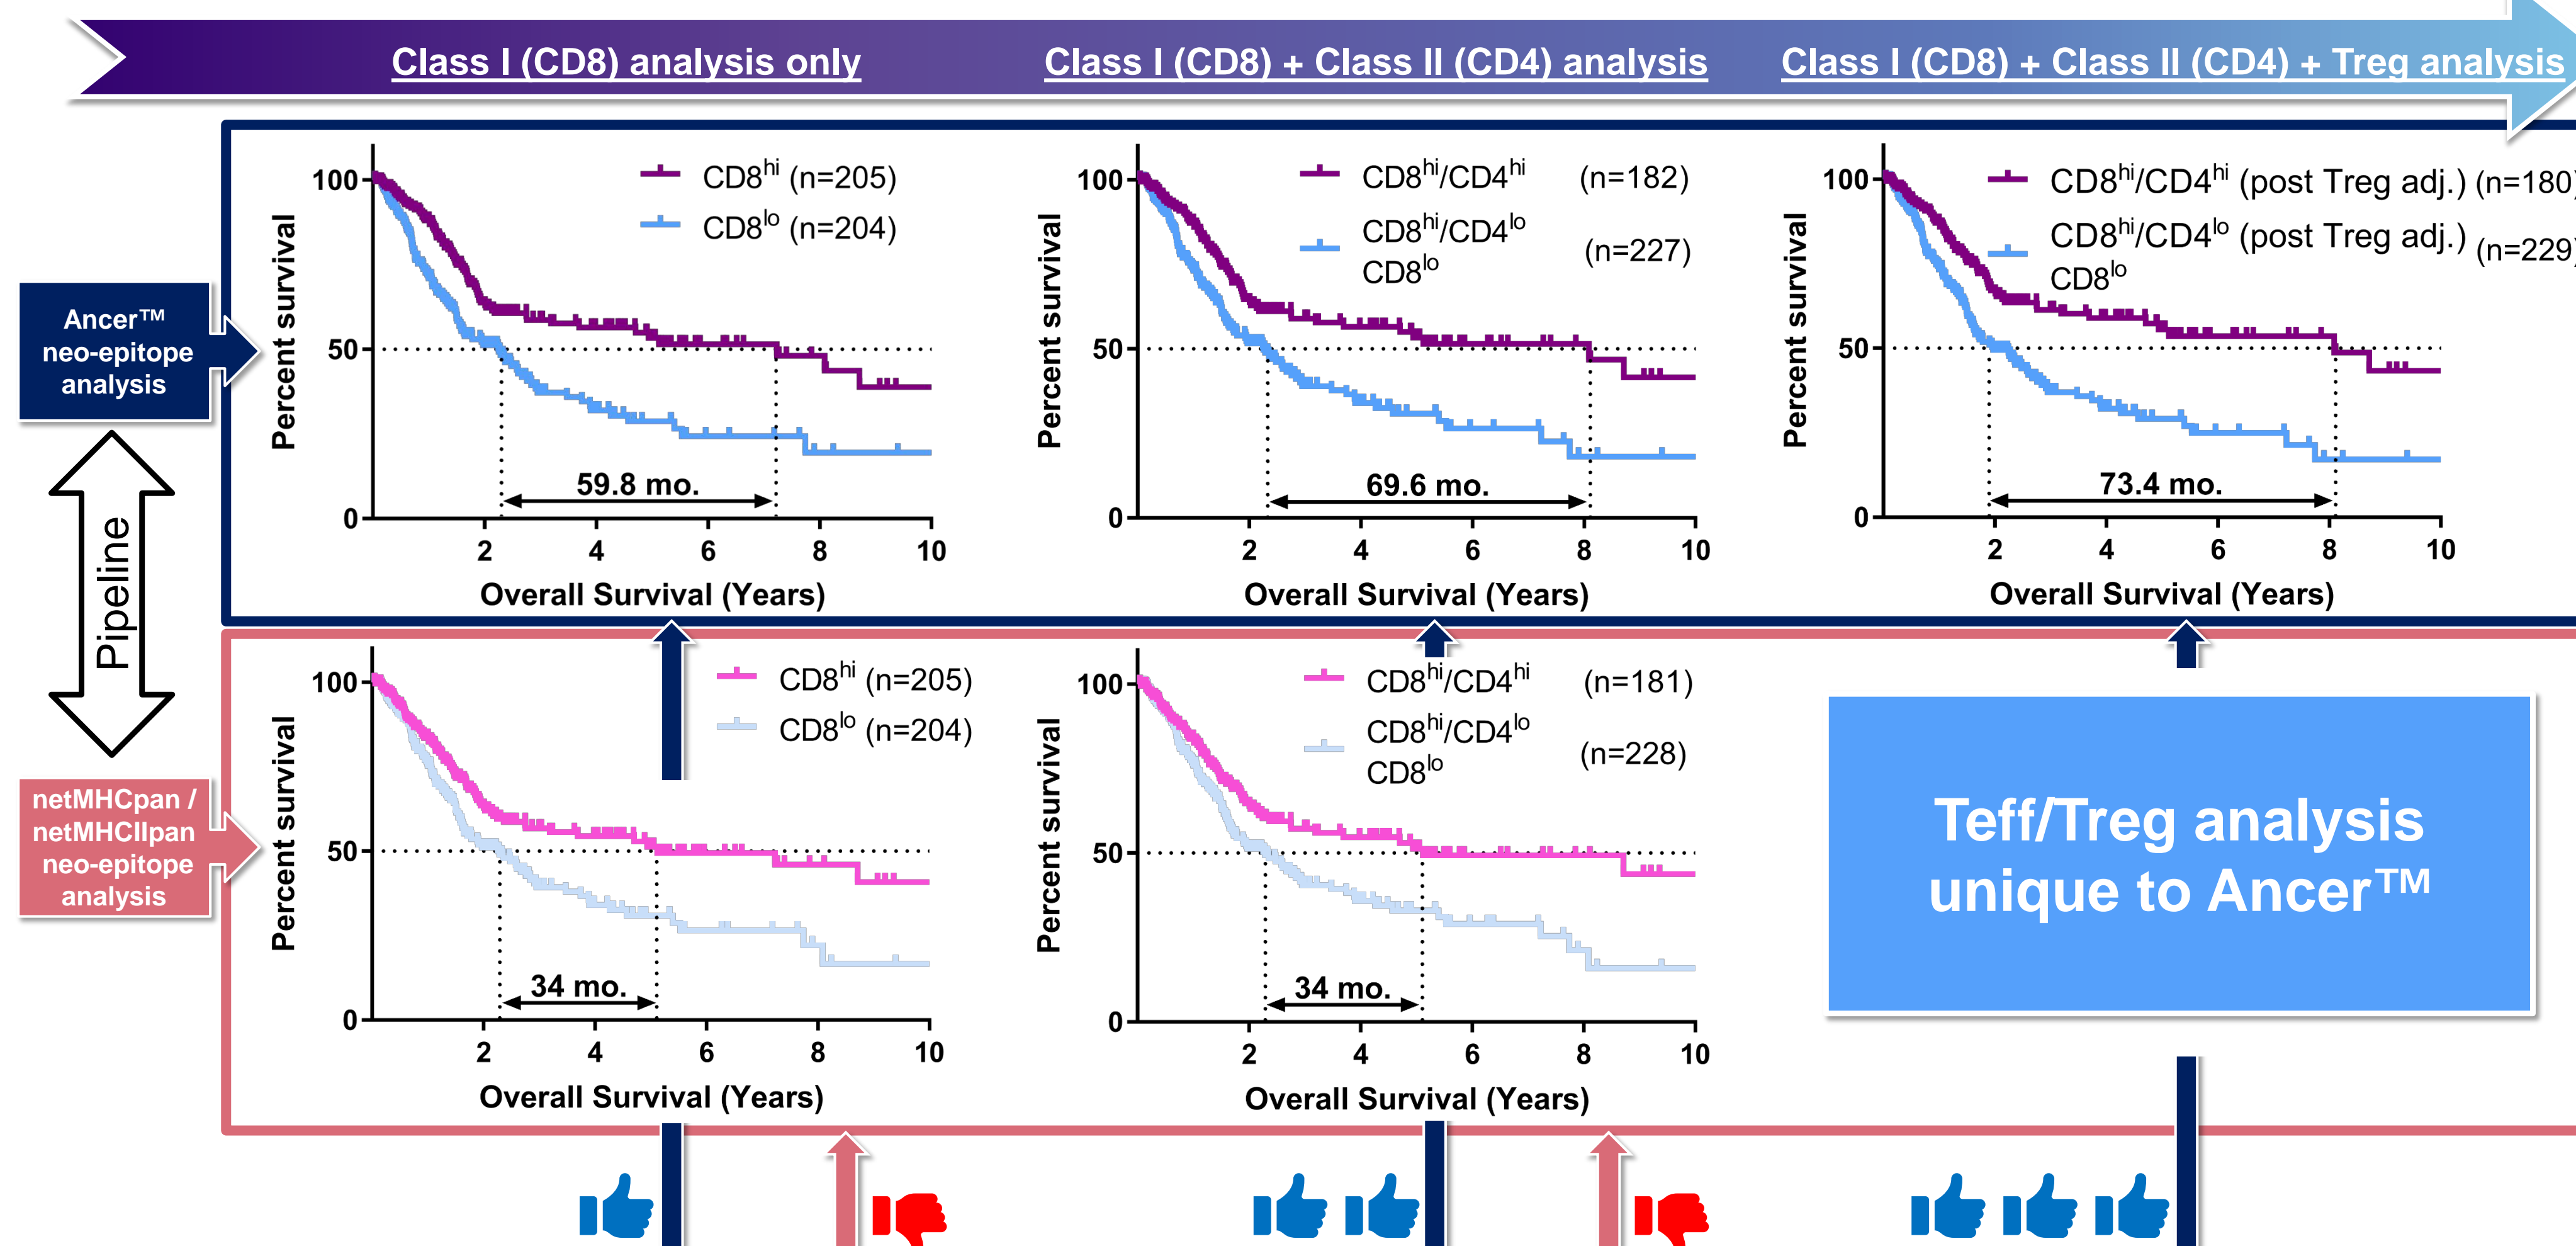 Class I (CD8) analysis only
Class I (CD8) + Class II (CD4) analysis
Class I (CD8) + Class II (CD4) + Treg analysis
Ancer™
neo-epitope
analysis
Pipeline
netMHCpan /
netMHCIIpan
neo-epitope
analysis
Percent survival
100
50
0
CD8hi (n=205)
CD8lo (n=204)
59.8 mo.
2 4 6 8 10
Overall Survival (Years)
Percent survival
100
50
0
CD8hi/CD4hi (n=182)
CD8hi/CD4lo
CD8lo
(n=227)
69.6 mo.
2 4 6 8 10
Overall Survival (Years)
Percent survival
100
50
0
CD8hi/CD4hi (post Treg adj.) (n=180)
CD8hi/CD4lo (post Treg adj.)
CD8lo
(n=229)
73.4 mo.
2 4 6 8 10
Overall Survival (Years)
Percent survival
100
50
0
CD8hi (n=205)
CD8lo (n=204)
34 mo.
2 4 6 8 10
Overall Survival (Years)
Percent survival
100
50
0
CD8hi/CD4hi (n=181)
CD8hi/CD4lo
CD8lo
(n=228)
34 mo.
2 4 6 8 10
Overall Survival (Years)
Teff/Treg analysis
unique to Ancer™